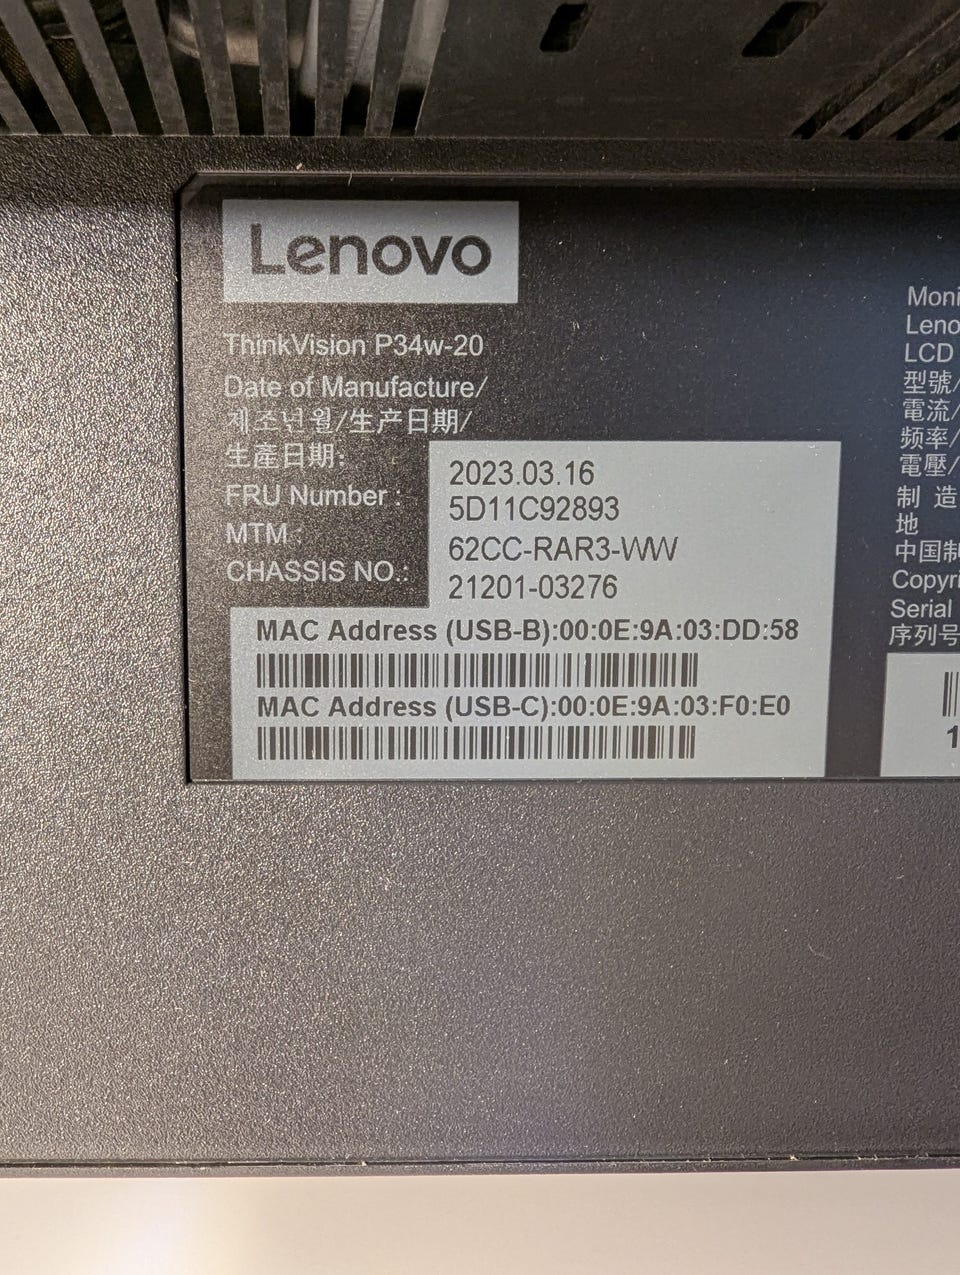 Lenovo
ThinkVision P34w-20
Date of Manufacture/
제조년월/生产日期/
生產日期: 2023.03.16
FRU Number : 5D11C92893
MTM : 62CC-RAR3-WW
CHASSIS NO.: 21201-03276
MAC Address (USB-B):00:0E:9A:03:DD:58
MAC Address (USB-C):00:0E:9A:03:F0:E0
Moni
Leno
LCD
型號/
電流/
频率/
電壓/
制 造
地
中国制
Copyri
Serial
序列号
1